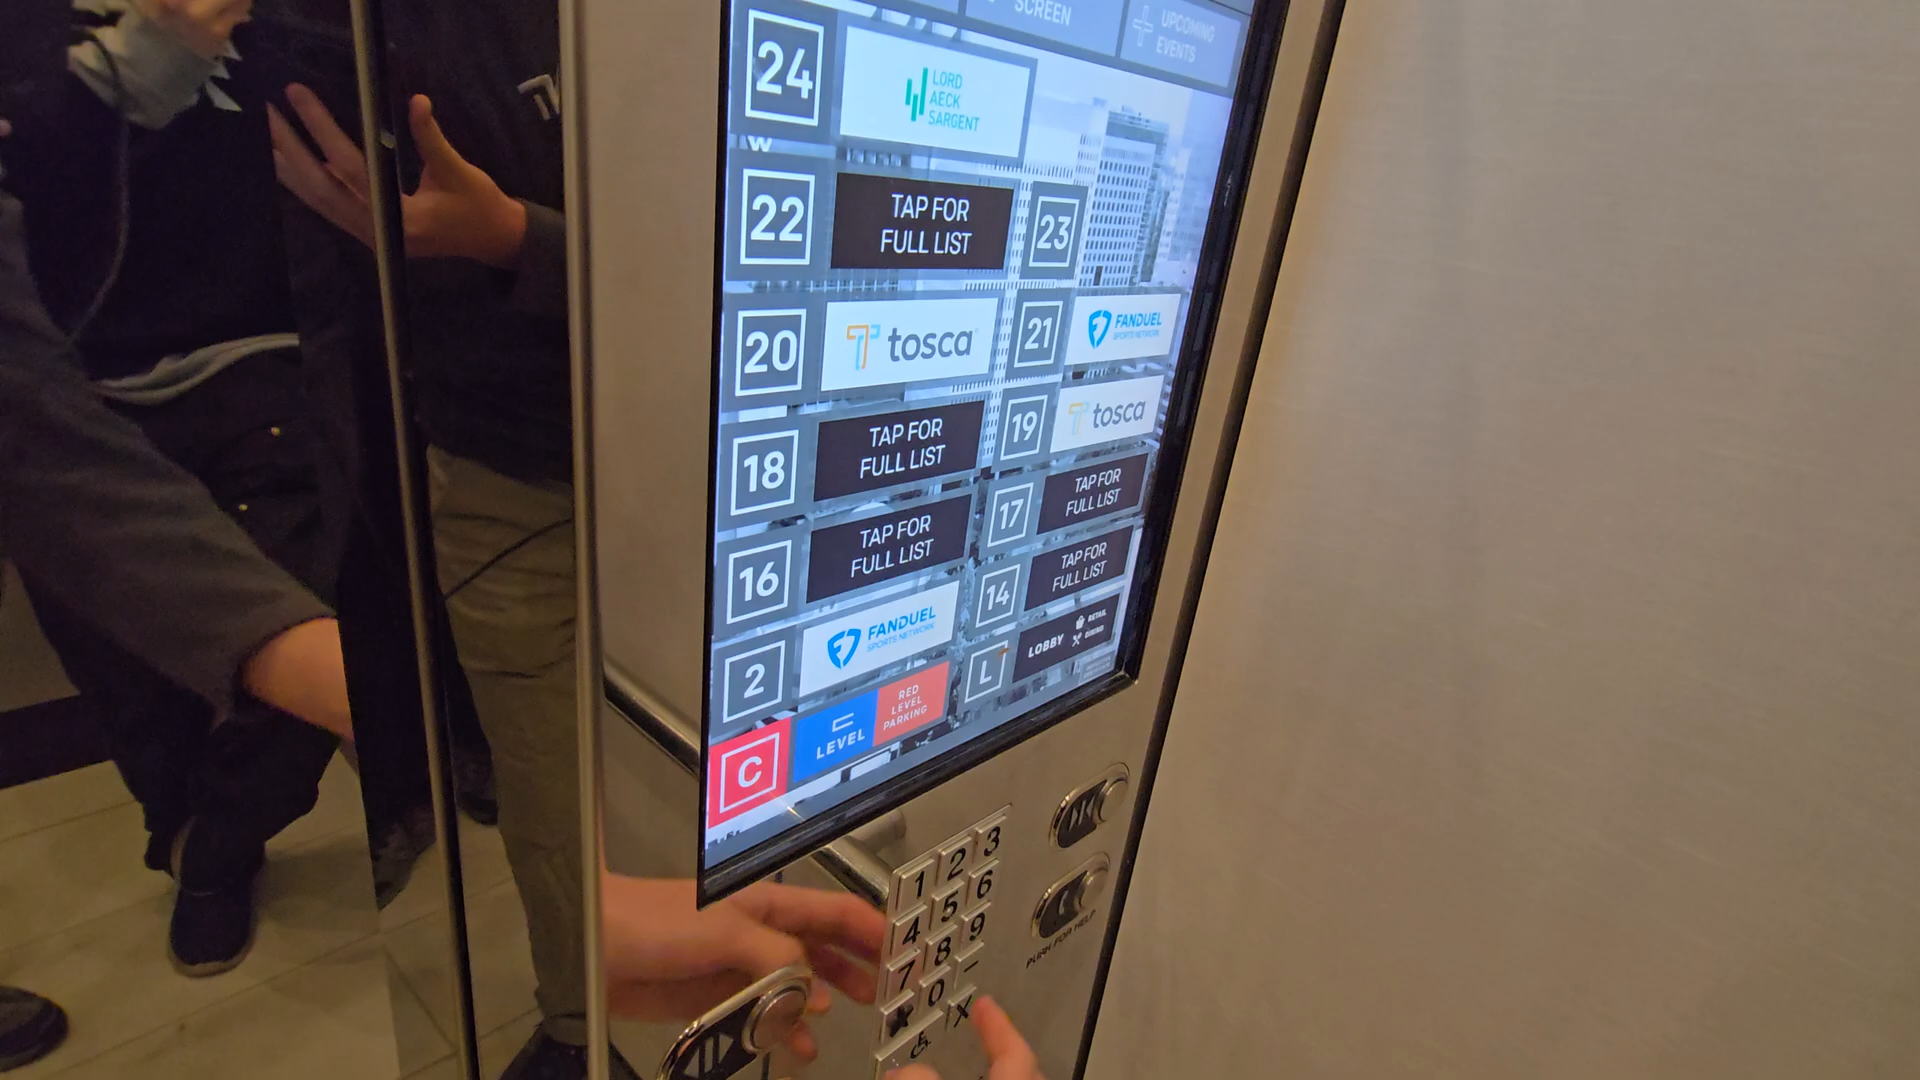 SCREEN
UPCOMING
EVENTS
24
LORD
AECK
SARGENT
W
22
TAP FOR
FULL LIST
23
20
tosca
21
FANDUEL
SPORTS NETWORK
18
TAP FOR
FULL LIST
19
tosca
16
TAP FOR
FULL LIST
17
TAP FOR
FULL LIST
14
TAP FOR
FULL LIST
2
FANDUEL
SPORTS NETWORK
L
LOBBY
RETAIL
DINING
C
C
LEVEL
RED
LEVEL
PARKING
1 2 3
4 5 6
7 8 9
★ 0 -
X
PUSH FOR HELP